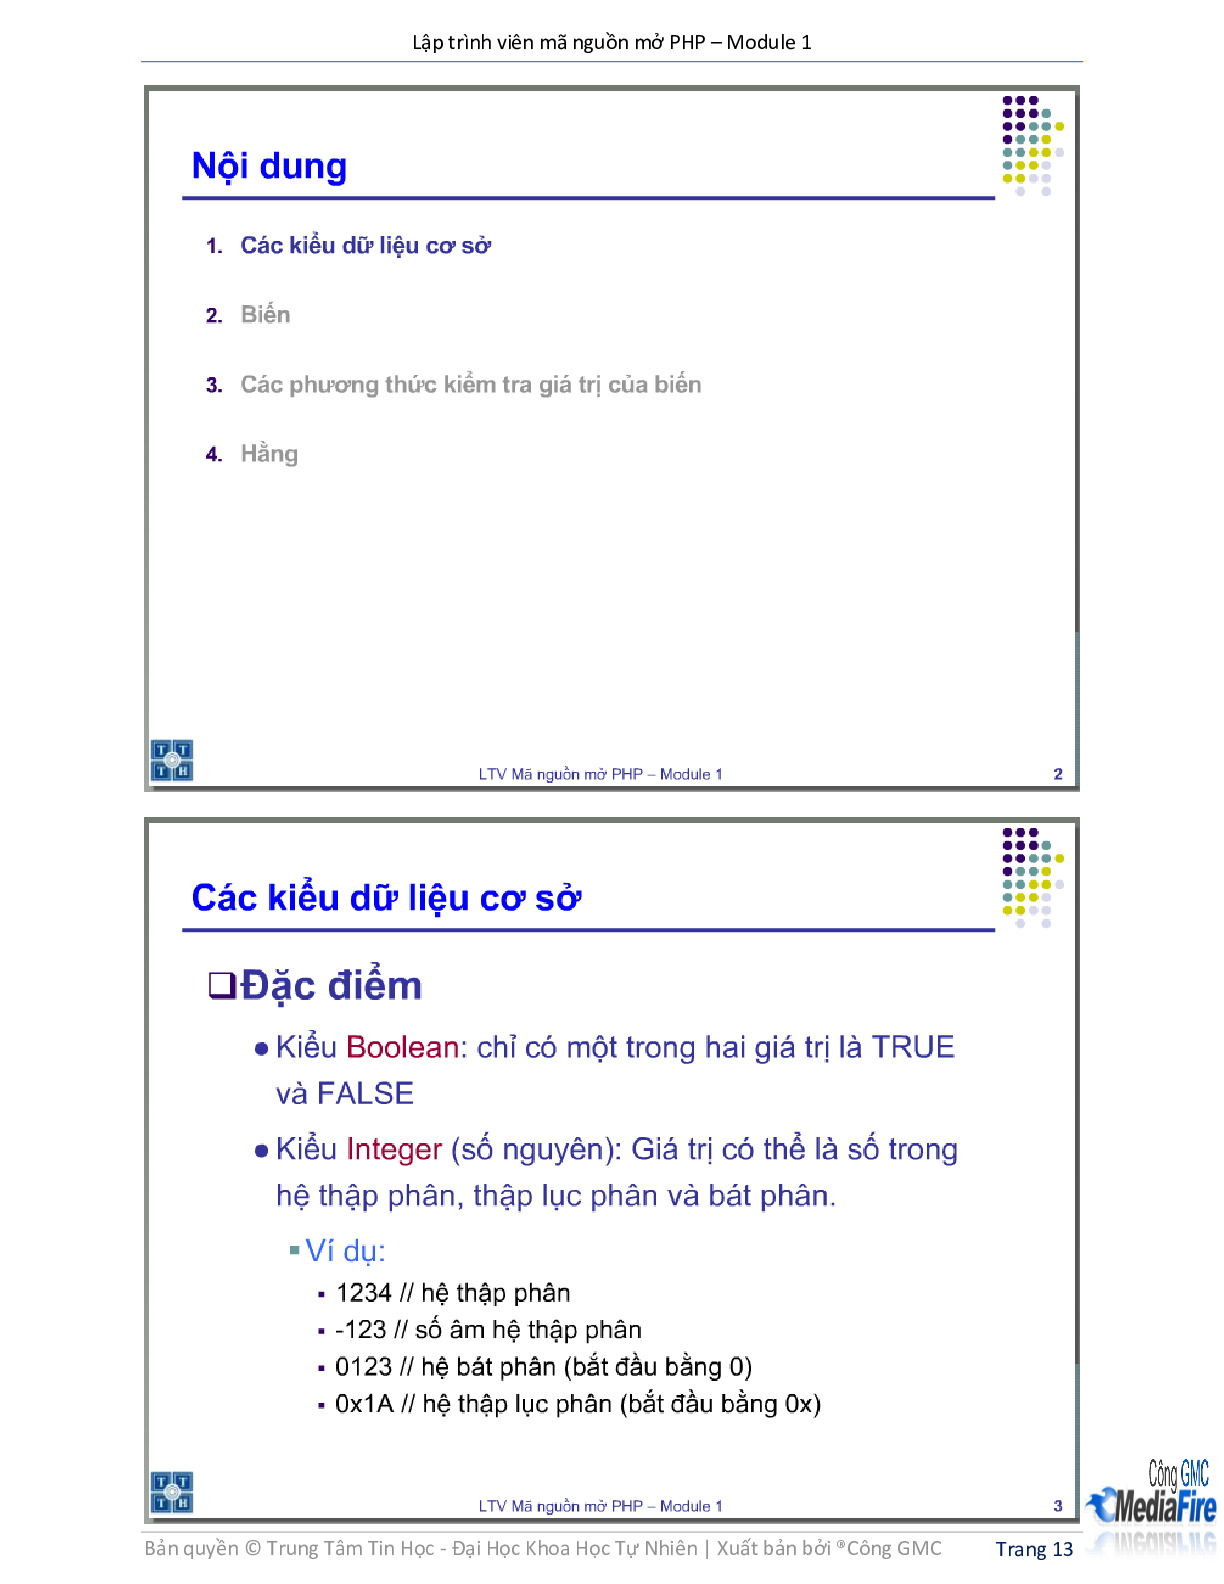 Lập trình viên mã nguồn mở PHP – Module 1
Nội dung
1. Các kiểu dữ liệu cơ sở
2. Biến
3. Các phương thức kiểm tra giá trị của biến
4. Hằng
T T
T H
LTV Mã nguồn mở PHP – Module 1 2
Các kiểu dữ liệu cơ sở
Đặc điểm
Kiểu Boolean: chỉ có một trong hai giá trị là TRUE
và FALSE
Kiểu Integer (số nguyên): Giá trị có thể là số trong
hệ thập phân, thập lục phân và bát phân.
Ví dụ:
1234 // hệ thập phân
-123 // số âm hệ thập phân
0123 // hệ bát phân (bắt đầu bằng 0)
0x1A // hệ thập lục phân (bắt đầu bằng 0x)
T T
T H
LTV Mã nguồn mở PHP – Module 1 3
Công GMC
MediaFire
Bản quyền © Trung Tâm Tin Học - Đại Học Khoa Học Tự Nhiên | Xuất bản bởi ®Công GMC Trang 13